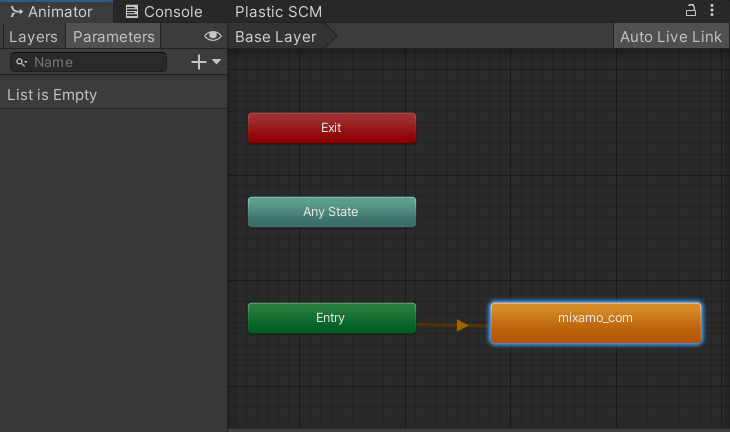 Animator Console Plastic SCM
Layers Parameters Base Layer Auto Live Link
Name
List is Empty
Exit
Any State
Entry mixamo_com